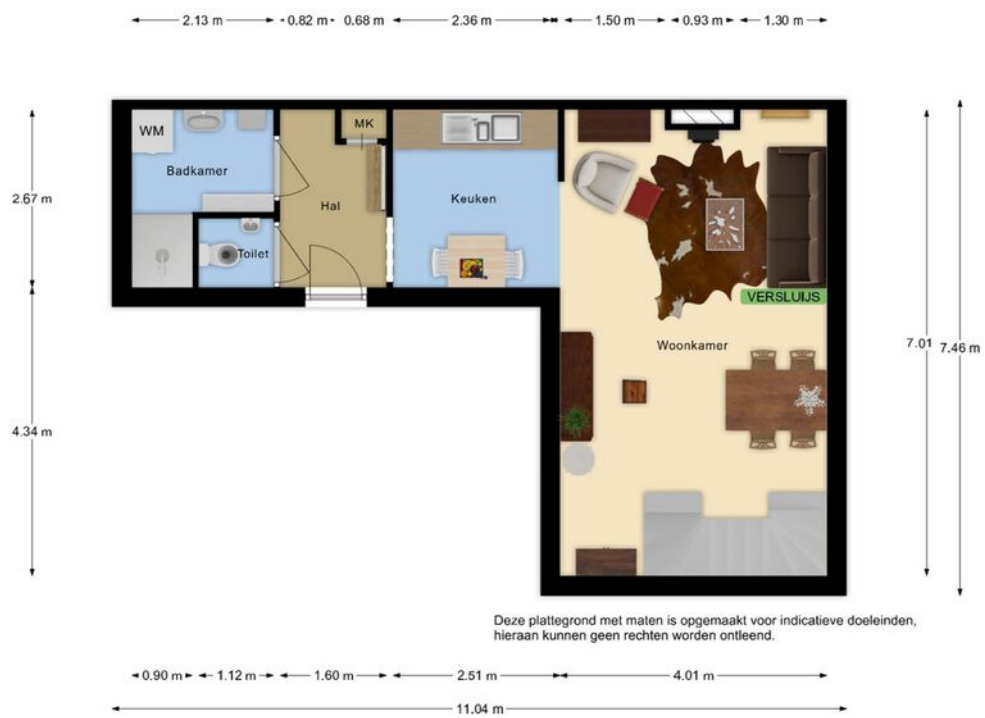 2.13 m
0.82 m
0.68 m
2.36 m
1.50 m
0.93 m
1.30 m
WM
MK
Badkamer
Hal
Keuken
Toilet
2.67 m
VERSLUIJS
Woonkamer
7.01
7.46 m
4.34 m
Deze plattegrond met maten is opgemaakt voor indicatieve doeleinden,
hieraan kunnen geen rechten worden ontleend.
0.90 m
1.12 m
1.60 m
2.51 m
4.01 m
11.04 m